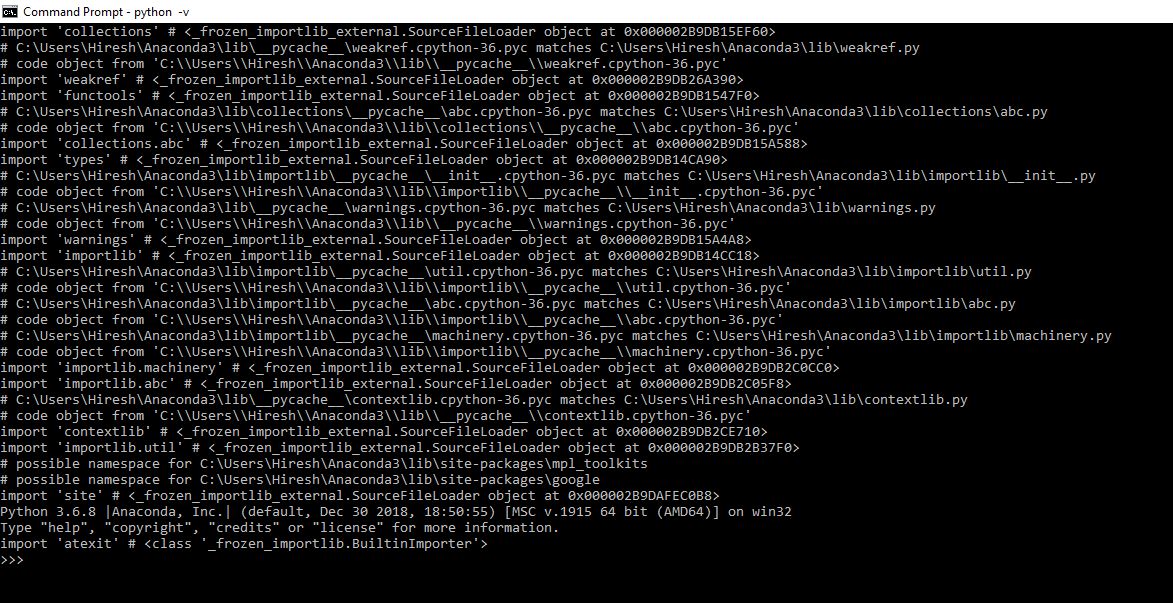 Command Prompt - python -v
import 'collections' # <_frozen_importlib_external.SourceFileLoader object at 0x000002B9DB15EF60>
# C:\Users\Hiresh\Anaconda3\lib\__pycache__\weakref.cpython-36.pyc matches C:\Users\Hiresh\Anaconda3\lib\weakref.py
# code object from 'C:\\Users\\Hiresh\\Anaconda3\\lib\\__pycache__\\weakref.cpython-36.pyc'
import 'weakref' # <_frozen_importlib_external.SourceFileLoader object at 0x000002B9DB26A390>
import 'functools' # <_frozen_importlib_external.SourceFileLoader object at 0x000002B9DB1547F0>
# C:\Users\Hiresh\Anaconda3\lib\collections\__pycache__\abc.cpython-36.pyc matches C:\Users\Hiresh\Anaconda3\lib\collections\abc.py
# code object from 'C:\\Users\\Hiresh\\Anaconda3\\lib\\collections\\__pycache__\\abc.cpython-36.pyc'
import 'collections.abc' # <_frozen_importlib_external.SourceFileLoader object at 0x000002B9DB15A588>
import 'types' # <_frozen_importlib_external.SourceFileLoader object at 0x000002B9DB14CA90>
# C:\Users\Hiresh\Anaconda3\lib\importlib\__pycache__\__init__.cpython-36.pyc matches C:\Users\Hiresh\Anaconda3\lib\importlib\__init__.py
# code object from 'C:\\Users\\Hiresh\\Anaconda3\\lib\\importlib\\__pycache__\\__init__.cpython-36.pyc'
# C:\Users\Hiresh\Anaconda3\lib\__pycache__\warnings.cpython-36.pyc matches C:\Users\Hiresh\Anaconda3\lib\warnings.py
# code object from 'C:\\Users\\Hiresh\\Anaconda3\\lib\\__pycache__\\warnings.cpython-36.pyc'
import 'warnings' # <_frozen_importlib_external.SourceFileLoader object at 0x000002B9DB15A4A8>
import 'importlib' # <_frozen_importlib_external.SourceFileLoader object at 0x000002B9DB14CC18>
# C:\Users\Hiresh\Anaconda3\lib\importlib\__pycache__\util.cpython-36.pyc matches C:\Users\Hiresh\Anaconda3\lib\importlib\util.py
# code object from 'C:\\Users\\Hiresh\\Anaconda3\\lib\\importlib\\__pycache__\\util.cpython-36.pyc'
# C:\Users\Hiresh\Anaconda3\lib\importlib\__pycache__\abc.cpython-36.pyc matches C:\Users\Hiresh\Anaconda3\lib\importlib\abc.py
# code object from 'C:\\Users\\Hiresh\\Anaconda3\\lib\\importlib\\__pycache__\\abc.cpython-36.pyc'
# C:\Users\Hiresh\Anaconda3\lib\importlib\__pycache__\machinery.cpython-36.pyc matches C:\Users\Hiresh\Anaconda3\lib\importlib\machinery.py
# code object from 'C:\\Users\\Hiresh\\Anaconda3\\lib\\importlib\\__pycache__\\machinery.cpython-36.pyc'
import 'importlib.machinery' # <_frozen_importlib_external.SourceFileLoader object at 0x000002B9DB2C0CC0>
import 'importlib.abc' # <_frozen_importlib_external.SourceFileLoader object at 0x000002B9DB2C05F8>
# C:\Users\Hiresh\Anaconda3\lib\__pycache__\contextlib.cpython-36.pyc matches C:\Users\Hiresh\Anaconda3\lib\contextlib.py
# code object from 'C:\\Users\\Hiresh\\Anaconda3\\lib\\__pycache__\\contextlib.cpython-36.pyc'
import 'contextlib' # <_frozen_importlib_external.SourceFileLoader object at 0x000002B9DB2CE710>
import 'importlib.util' # <_frozen_importlib_external.SourceFileLoader object at 0x000002B9DB2B37F0>
# possible namespace for C:\Users\Hiresh\Anaconda3\lib\site-packages\mpl_toolkits
# possible namespace for C:\Users\Hiresh\Anaconda3\lib\site-packages\google
import 'site' # <_frozen_importlib_external.SourceFileLoader object at 0x000002B9DAFEC0B8>
Python 3.6.8 |Anaconda, Inc.| (default, Dec 30 2018, 18:50:55) [MSC v.1915 64 bit (AMD64)] on win32
Type "help", "copyright", "credits" or "license" for more information.
import 'atexit' # <class '_frozen_importlib.BuiltinImporter'>
>>>